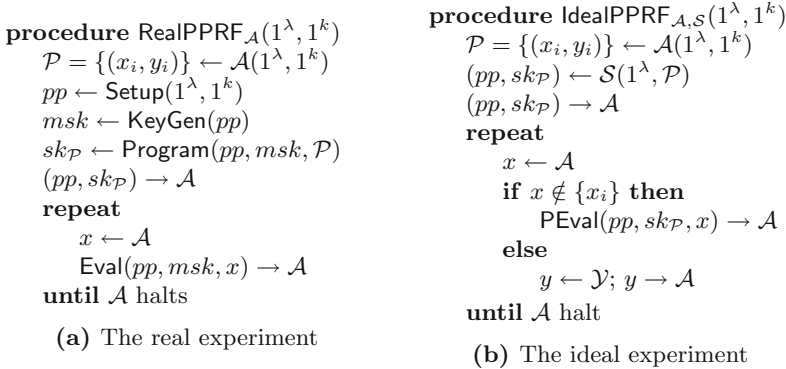 procedure RealPPRF_𝒜(1^λ, 1^k)
𝒫 = {(x_i, y_i)} ← 𝒜(1^λ, 1^k)
pp ← Setup(1^λ, 1^k)
msk ← KeyGen(pp)
sk_𝒫 ← Program(pp, msk, 𝒫)
(pp, sk_𝒫) → 𝒜
repeat
x ← 𝒜
Eval(pp, msk, x) → 𝒜
until 𝒜 halts
(a) The real experiment
procedure IdealPPRF_𝒜,𝒮(1^λ, 1^k)
𝒫 = {(x_i, y_i)} ← 𝒜(1^λ, 1^k)
(pp, sk_𝒫) ← 𝒮(1^λ, 𝒫)
(pp, sk_𝒫) → 𝒜
repeat
x ← 𝒜
if x ∉ {x_i} then
PEval(pp, sk_𝒫, x) → 𝒜
else
y ← 𝒴; y → 𝒜
until 𝒜 halt
(b) The ideal experiment